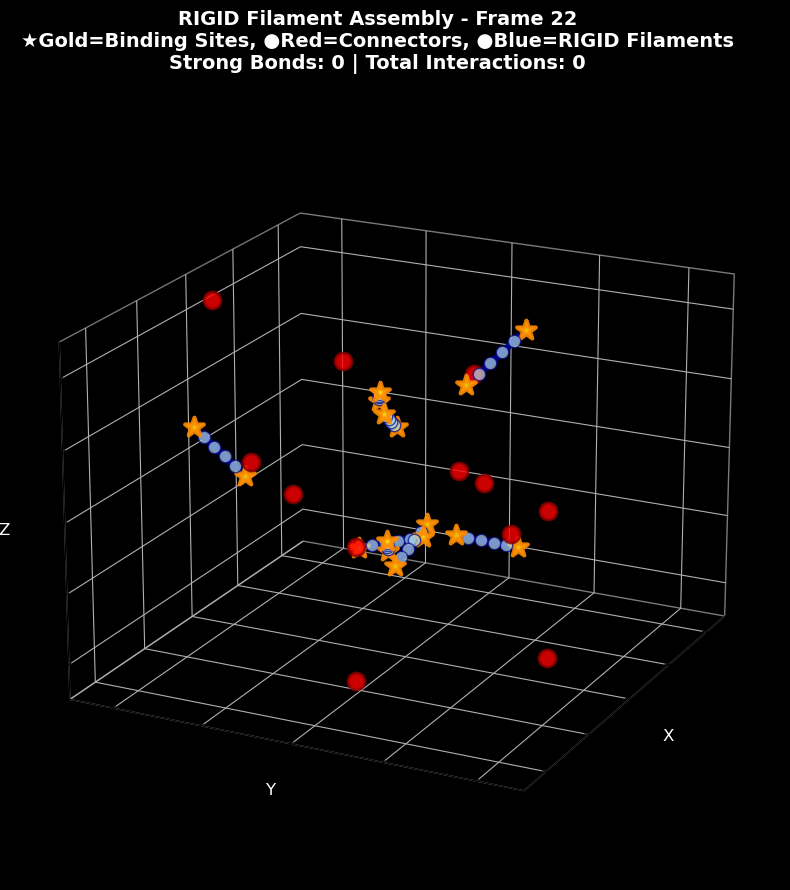 RIGID Filament Assembly - Frame 22
★Gold=Binding Sites, ●Red=Connectors, ●Blue=RIGID Filaments
Strong Bonds: 0 | Total Interactions: 0
Z
X
Y